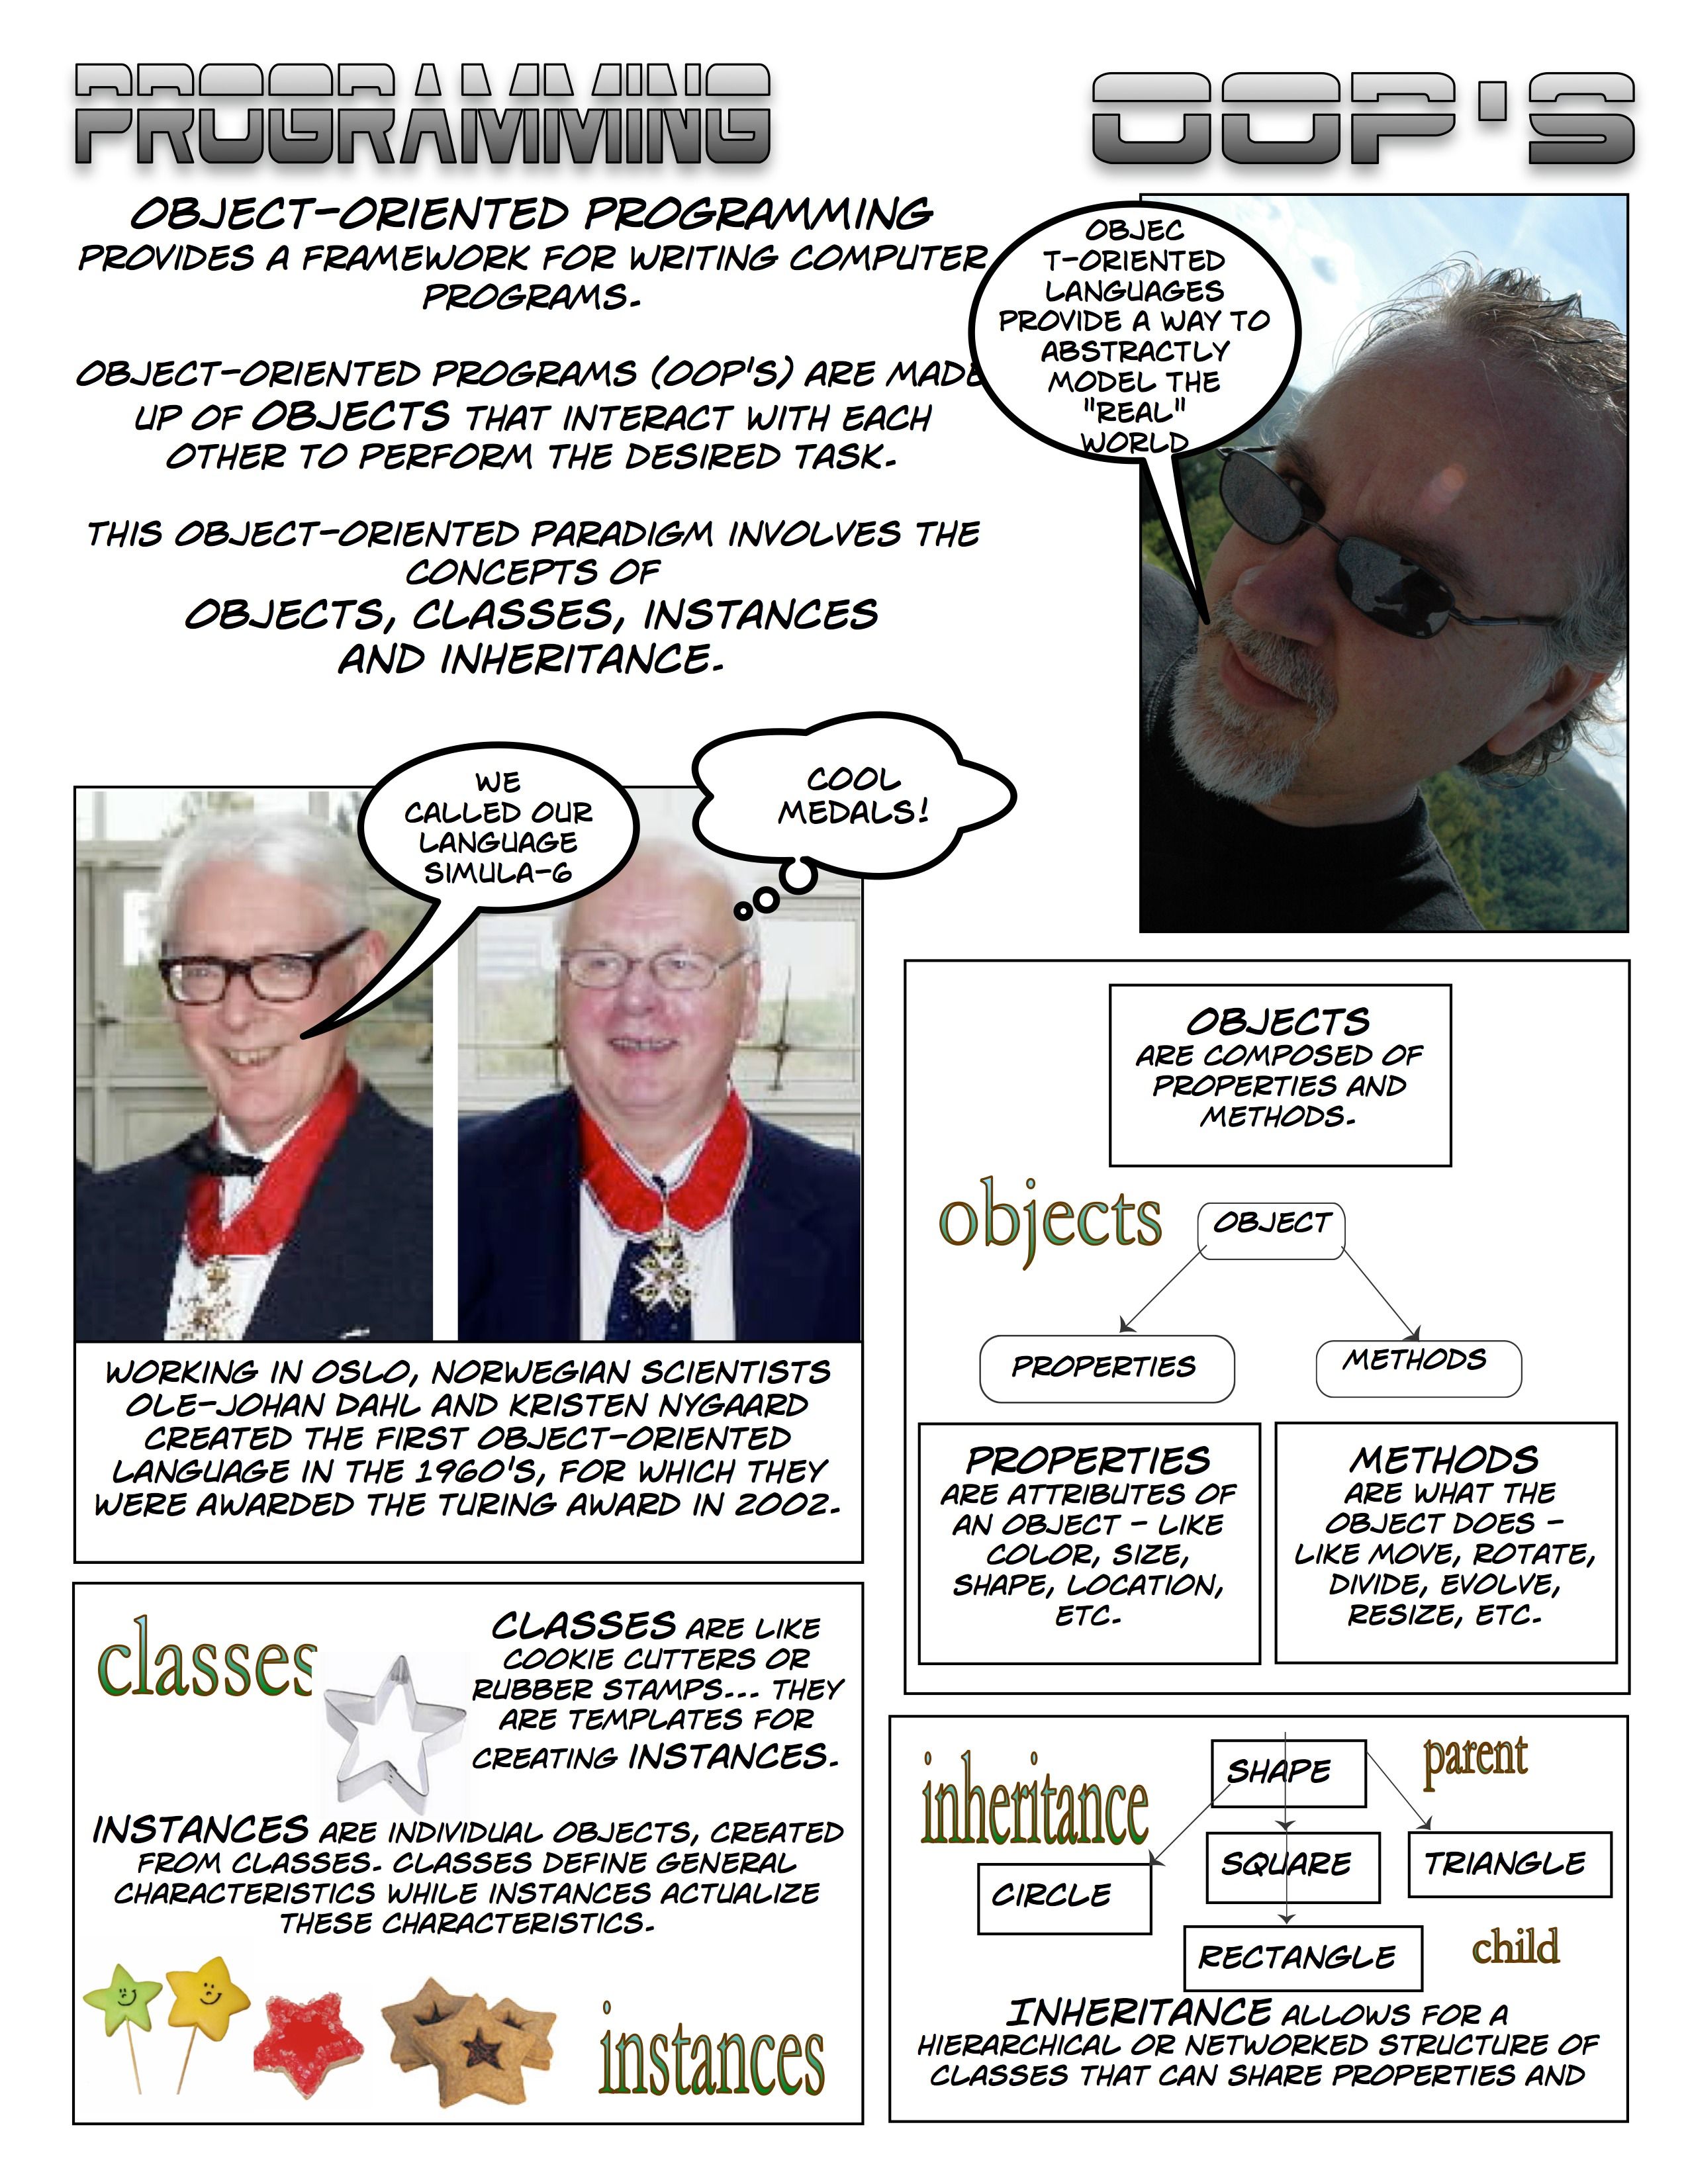 PROGRAMMING
OOP'S
OBJECT-ORIENTED PROGRAMMING
PROVIDES A FRAMEWORK FOR WRITING COMPUTER
PROGRAMS.
OBJECT-ORIENTED PROGRAMS (OOP'S) ARE MADE
UP OF OBJECTS THAT INTERACT WITH EACH
OTHER TO PERFORM THE DESIRED TASK.
THIS OBJECT-ORIENTED PARADIGM INVOLVES THE
CONCEPTS OF
OBJECTS, CLASSES, INSTANCES
AND INHERITANCE.
OBJEC
T-ORIENTED
LANGUAGES
PROVIDE A WAY TO
ABSTRACTLY
MODEL THE
"REAL"
WORLD
WE
CALLED OUR
LANGUAGE
SIMULA-6
COOL
MEDALS!
WORKING IN OSLO, NORWEGIAN SCIENTISTS
OLE-JOHAN DAHL AND KRISTEN NYGAARD
CREATED THE FIRST OBJECT-ORIENTED
LANGUAGE IN THE 1960'S, FOR WHICH THEY
WERE AWARDED THE TURING AWARD IN 2002.
OBJECTS
ARE COMPOSED OF
PROPERTIES AND
METHODS.
objects
OBJECT
PROPERTIES
METHODS
PROPERTIES
ARE ATTRIBUTES OF
AN OBJECT - LIKE
COLOR, SIZE,
SHAPE, LOCATION,
ETC.
METHODS
ARE WHAT THE
OBJECT DOES -
LIKE MOVE, ROTATE,
DIVIDE, EVOLVE,
RESIZE, ETC.
classes
CLASSES ARE LIKE
COOKIE CUTTERS OR
RUBBER STAMPS... THEY
ARE TEMPLATES FOR
CREATING INSTANCES.
INSTANCES ARE INDIVIDUAL OBJECTS, CREATED
FROM CLASSES. CLASSES DEFINE GENERAL
CHARACTERISTICS WHILE INSTANCES ACTUALIZE
THESE CHARACTERISTICS.
instances
inheritance
SHAPE
parent
CIRCLE
SQUARE
TRIANGLE
RECTANGLE
child
INHERITANCE ALLOWS FOR A
HIERARCHICAL OR NETWORKED STRUCTURE OF
CLASSES THAT CAN SHARE PROPERTIES AND